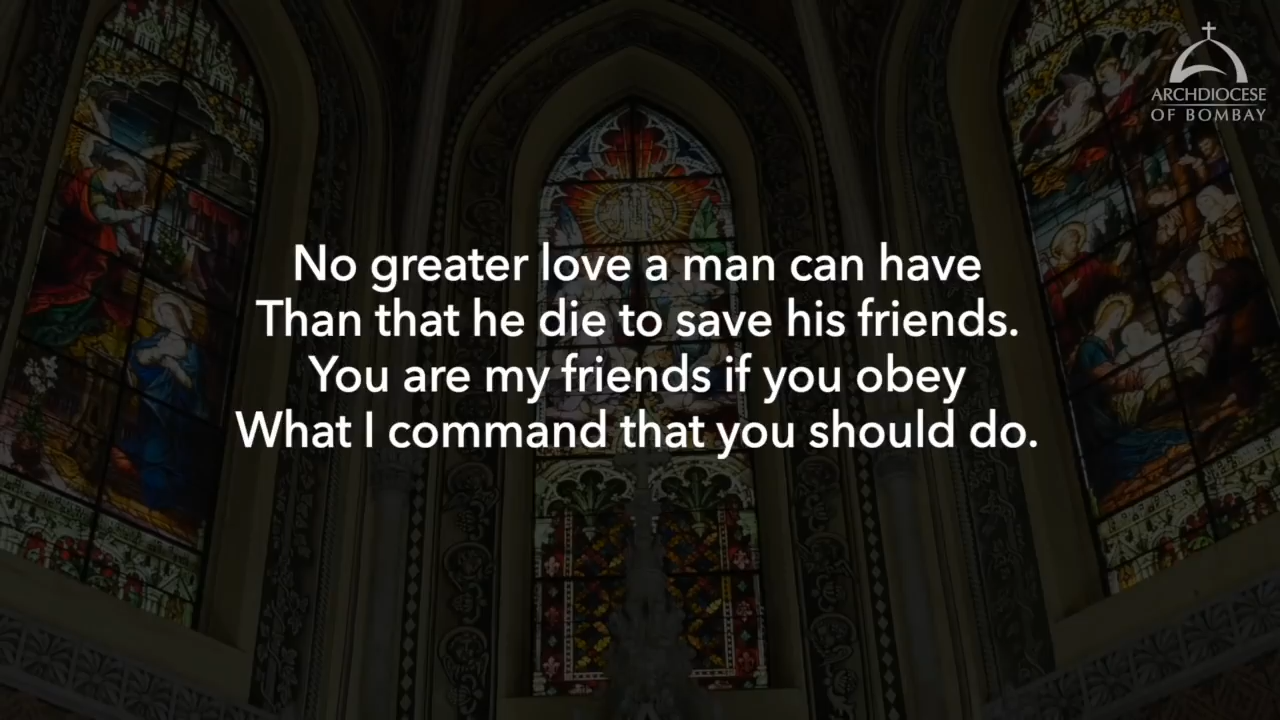 ARCHDIOCESE
OF BOMBAY
No greater love a man can have
Than that he die to save his friends.
You are my friends if you obey
What I command that you should do.